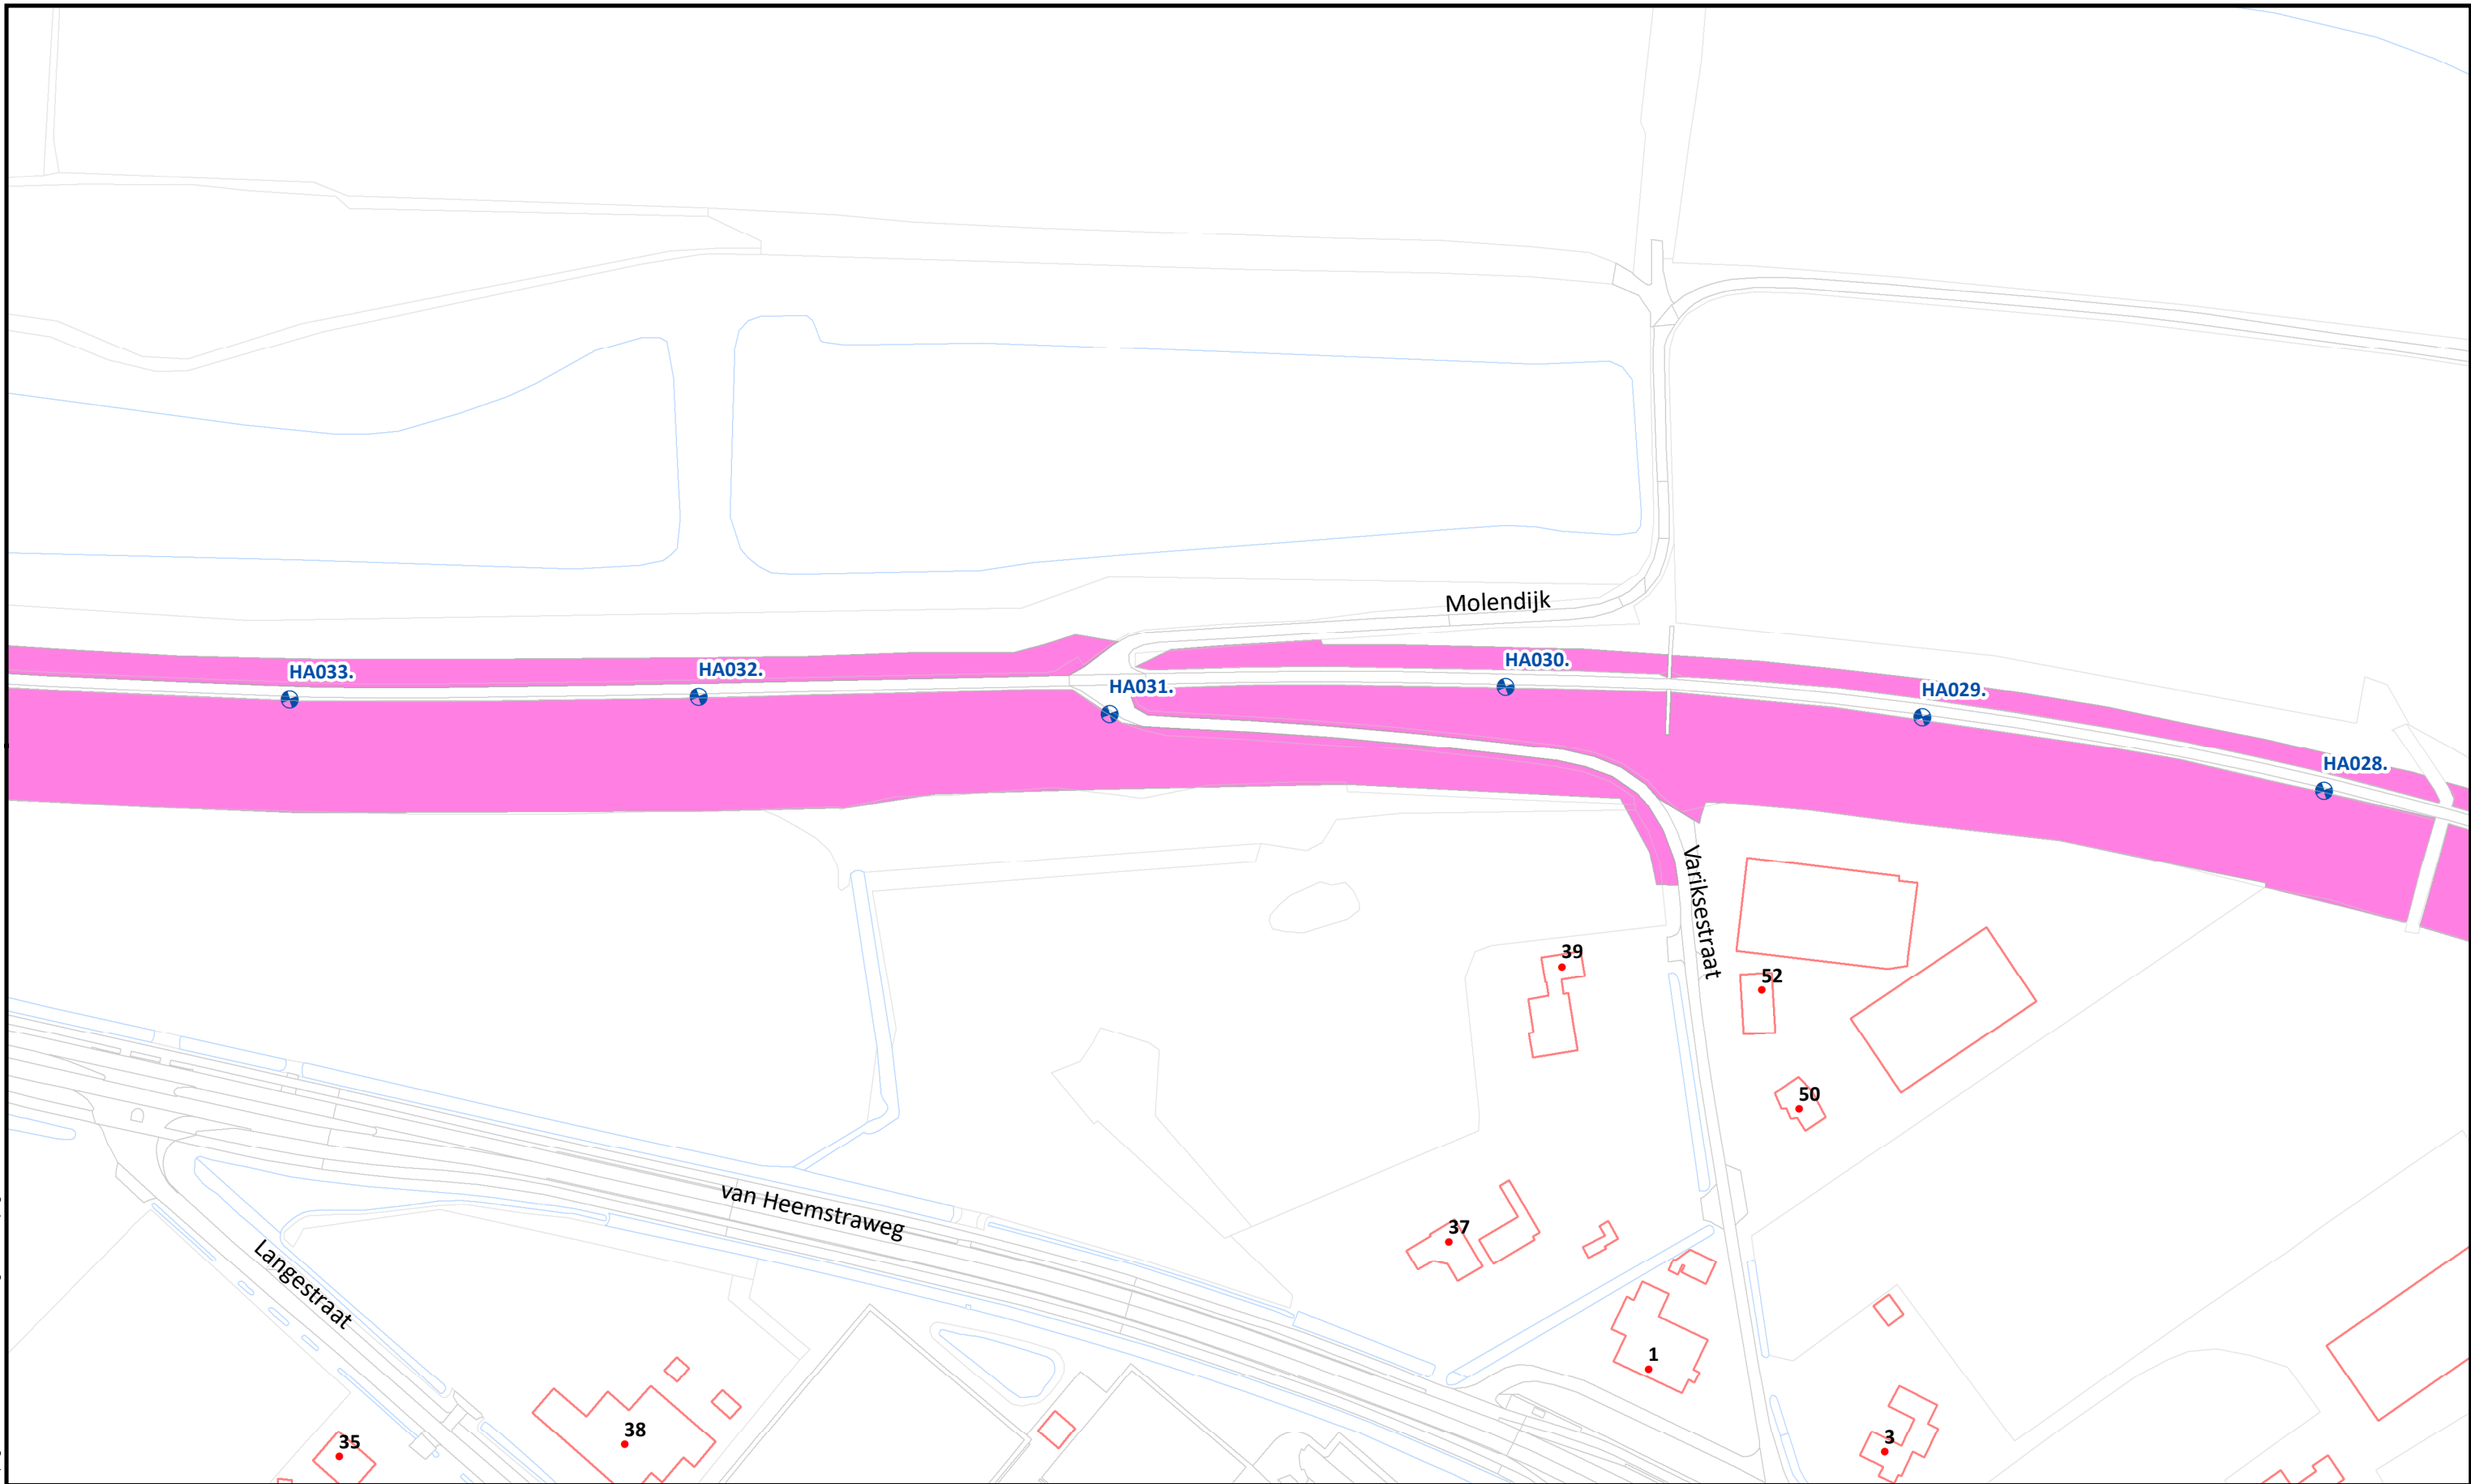 Molendijk
HA033.
HA032.
HA031.
HA030.
HA029.
HA028.
Variksestraat
39
52
50
37
van Heemstraweg
Langestraat
1
35
38
3